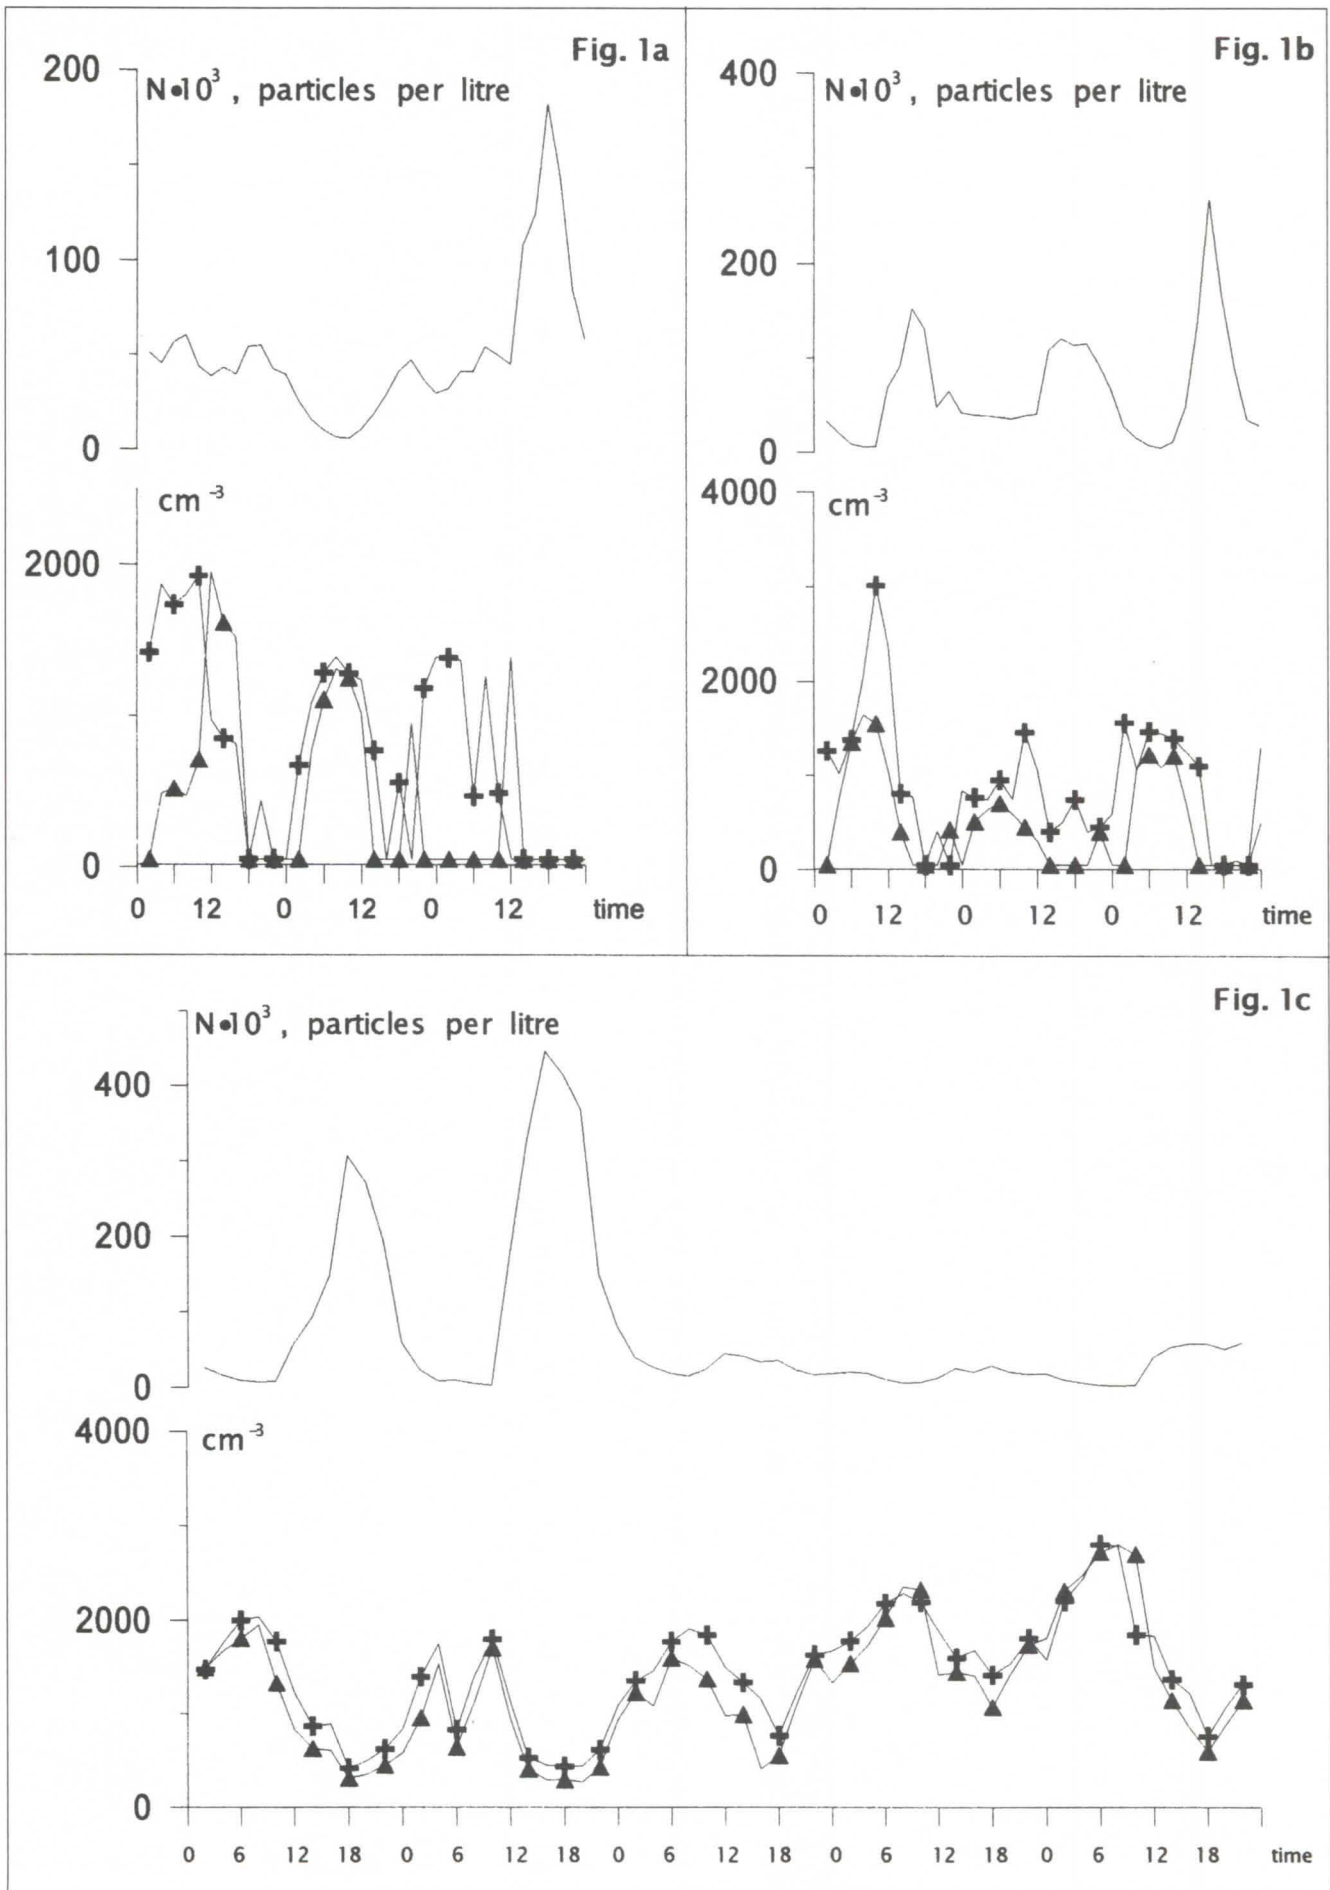 Fig. 1a
200
N•10³, particles per litre
100
0
cm⁻³
2000
0
0 12 0 12 0 12 time
Fig. 1b
400
N•10³, particles per litre
200
0
4000
cm⁻³
2000
0
0 12 0 12 0 12 time
Fig. 1c
N•10³, particles per litre
400
200
0
4000
cm⁻³
2000
0
0 6 12 18 0 6 12 18 0 6 12 18 0 6 12 18 0 6 12 18 time